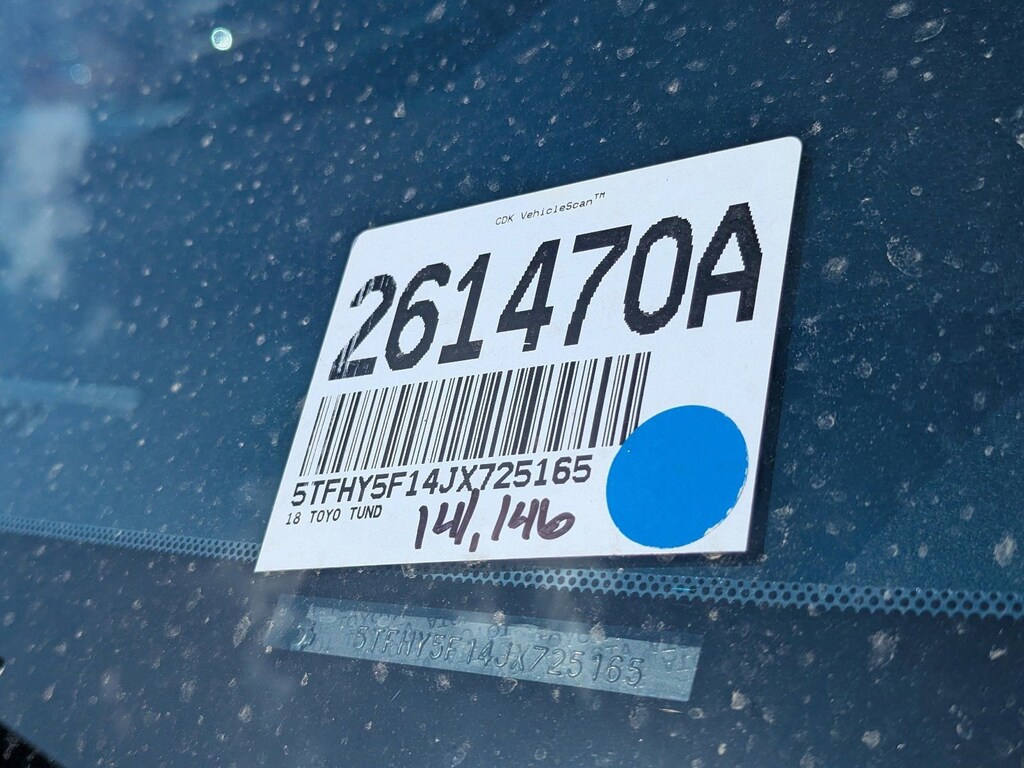 CDK VehicleScan™
261470A
5TFHY5F14JX725165
18 TOYO TUND
141,146
5TFHY5F14JX725165